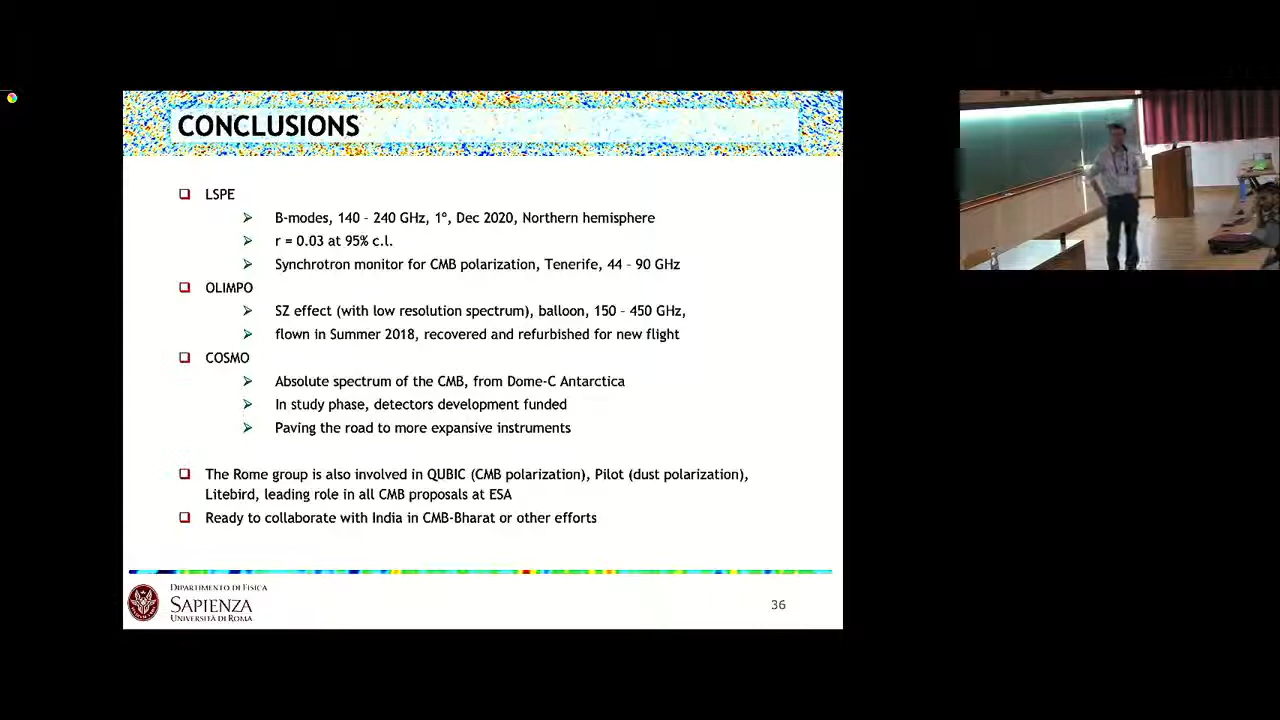 CONCLUSIONS
LSPE
B-modes, 140 – 240 GHz, 1°, Dec 2020, Northern hemisphere
r = 0.03 at 95% c.l.
Synchrotron monitor for CMB polarization, Tenerife, 44 – 90 GHz
OLIMPO
SZ effect (with low resolution spectrum), balloon, 150 – 450 GHz,
flown in Summer 2018, recovered and refurbished for new flight
COSMO
Absolute spectrum of the CMB, from Dome-C Antarctica
In study phase, detectors development funded
Paving the road to more expansive instruments
The Rome group is also involved in QUBIC (CMB polarization), Pilot (dust polarization),
Litebird, leading role in all CMB proposals at ESA
Ready to collaborate with India in CMB-Bharat or other efforts
DIPARTIMENTO DI FISICA
SAPIENZA
UNIVERSITÀ DI ROMA
36